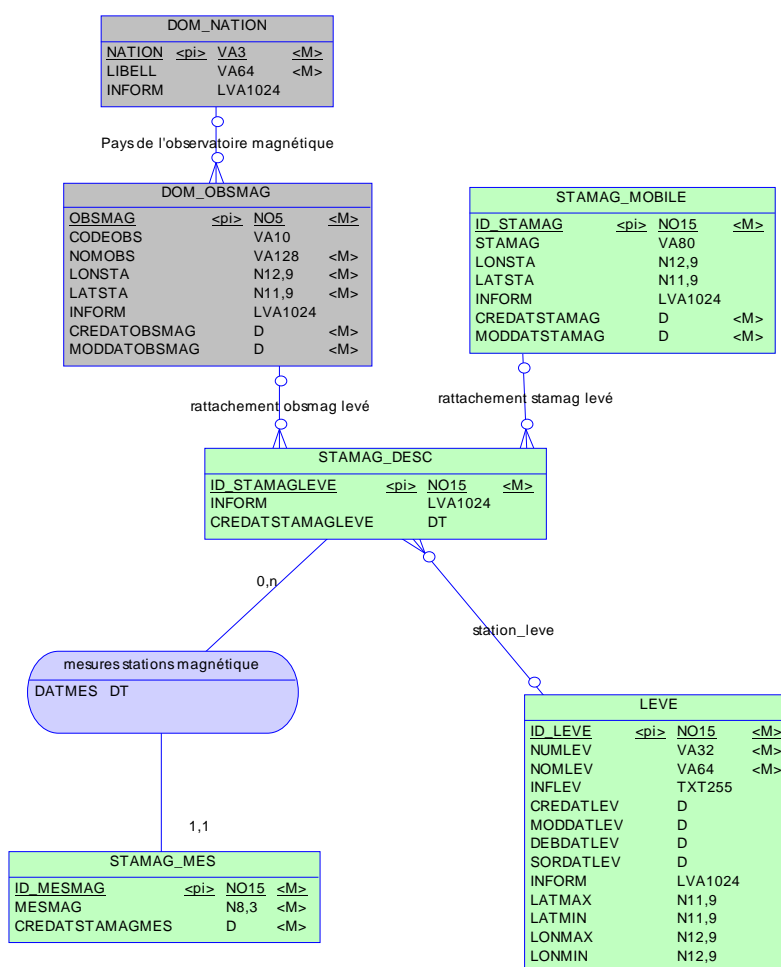 DOM_NATION
NATION <pi> VA3 <M>
LIBELL VA64 <M>
INFORM LVA1024
Pays de l'observatoire magnétique
DOM_OBSMAG
OBSMAG <pi> NO5 <M>
CODEOBS VA10
NOMOBS VA128 <M>
LONSTA N12,9 <M>
LATSTA N11,9 <M>
INFORM LVA1024
CREDATOBSMAG D <M>
MODDATOBSMAG D <M>
STAMAG_MOBILE
ID_STAMAG <pi> NO15 <M>
STAMAG VA80
LONSTA N12,9
LATSTA N11,9
INFORM LVA1024
CREDATSTAMAG D <M>
MODDATSTAMAG D <M>
rattachement obsmag levé
rattachement stamag levé
STAMAG_DESC
ID_STAMAGLEVE <pi> NO15 <M>
INFORM LVA1024
CREDATSTAMAGLEVE DT
0,n
station_leve
mesures stations magnétique
DATMES DT
1,1
STAMAG_MES
ID_MESMAG <pi> NO15 <M>
MESMAG N8,3 <M>
CREDATSTAMAGMES D <M>
LEVE
ID_LEVE <pi> NO15 <M>
NUMLEV VA32 <M>
NOMLEV VA64 <M>
INFLEV TXT255
CREDATLEV D
MODDATLEV D
DEBDATLEV D
SORDATLEV D
INFORM LVA1024
LATMAX N11,9
LATMIN N11,9
LONMAX N12,9
LONMIN N12,9